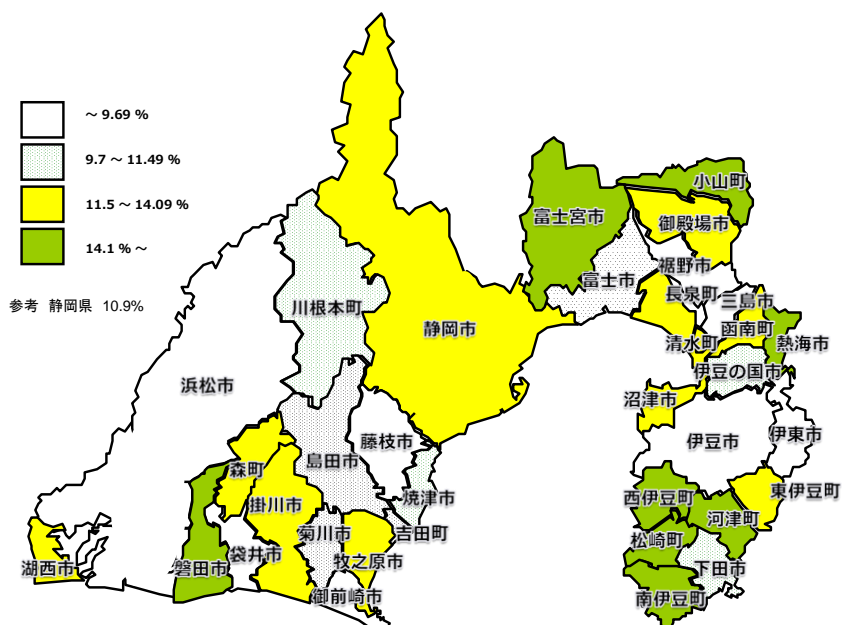 ～ 9.69 %
9.7 ～ 11.49 %
11.5 ～ 14.09 %
14.1 % ～
参考 静岡県 10.9%
小山町
富士宮市
御殿場市
裾野市
富士市
長泉町
三島市
川根本町
静岡市
函南町
清水町
熱海市
伊豆の国市
浜松市
沼津市
藤枝市
伊豆市
伊東市
島田市
森町
焼津市
西伊豆町
東伊豆町
掛川市
河津町
菊川市
吉田町
松崎町
袋井市
牧之原市
湖西市
磐田市
下田市
御前崎市
南伊豆町